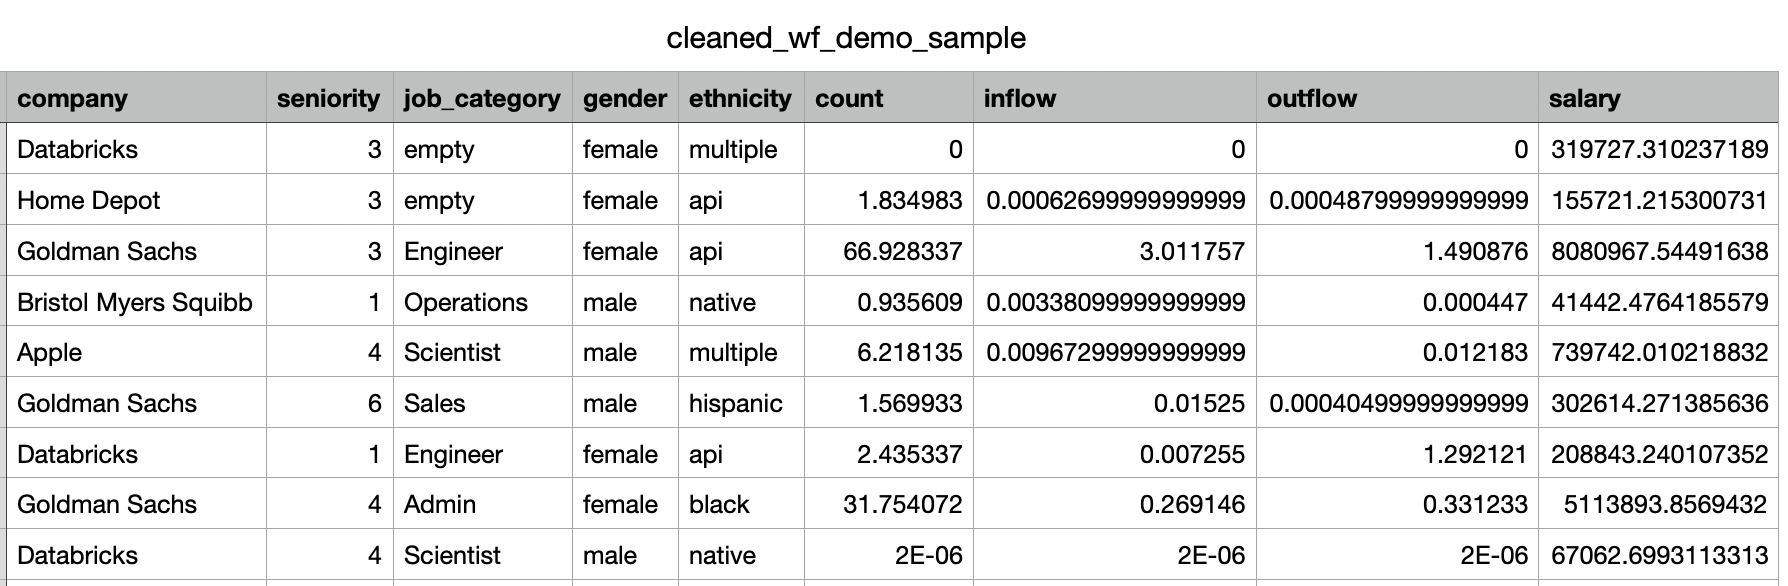 cleaned_wf_demo_sample
company seniority job_category gender ethnicity count inflow outflow salary
Databricks 3 empty female multiple 0 0 0 319727.310237189
Home Depot 3 empty female api 1.834983 0.00062699999999999 0.00048799999999999 155721.215300731
Goldman Sachs 3 Engineer female api 66.928337 3.011757 1.490876 8080967.54491638
Bristol Myers Squibb 1 Operations male native 0.935609 0.00338099999999999 0.000447 41442.4764185579
Apple 4 Scientist male multiple 6.218135 0.00967299999999999 0.012183 739742.010218832
Goldman Sachs 6 Sales male hispanic 1.569933 0.01525 0.00040499999999999 302614.271385636
Databricks 1 Engineer female api 2.435337 0.007255 1.292121 208843.240107352
Goldman Sachs 4 Admin female black 31.754072 0.269146 0.331233 5113893.8569432
Databricks 4 Scientist male native 2E-06 2E-06 2E-06 67062.6993113313